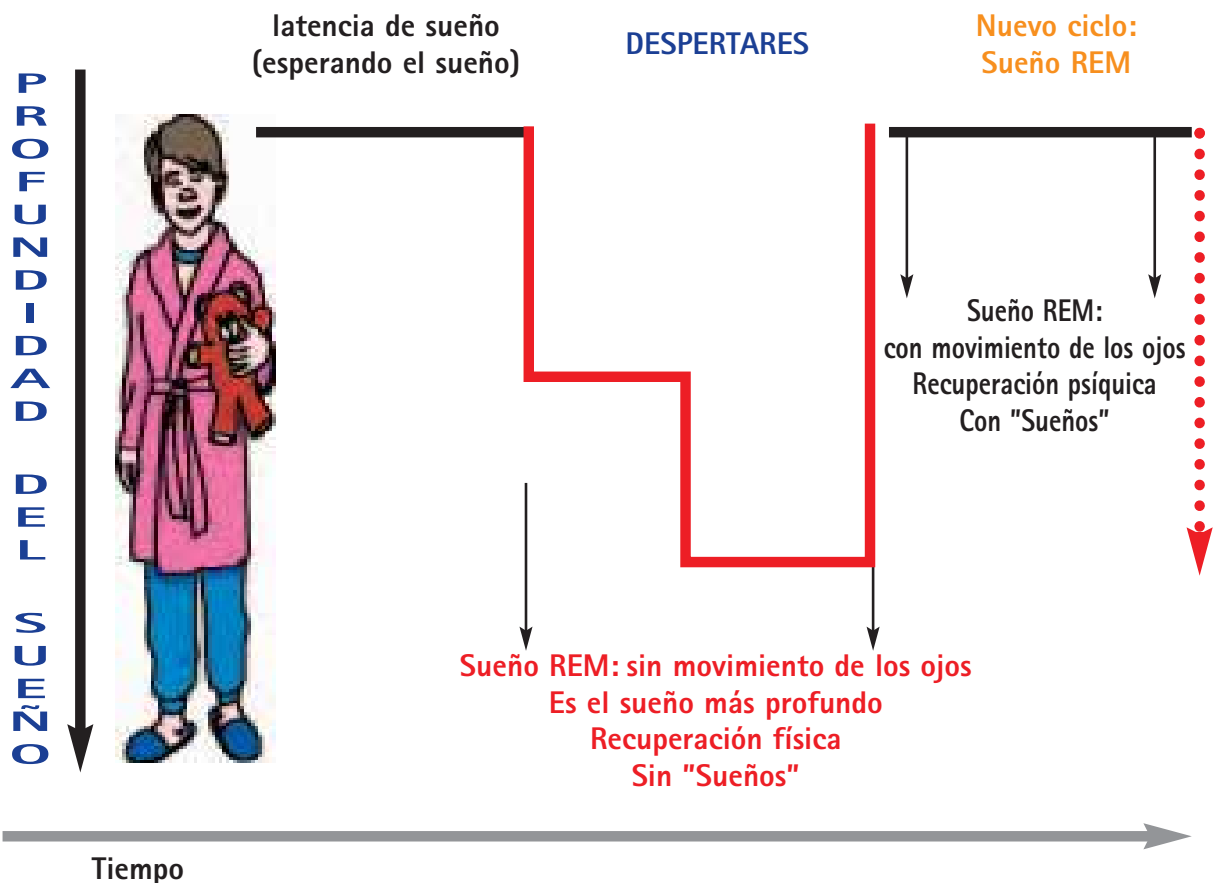 PROFUNDIDAD DEL SUEÑO
latencia de sueño
(esperando el sueño)
DESPERTARES
Nuevo ciclo:
Sueño REM
Sueño REM:
con movimiento de los ojos
Recuperación psíquica
Con "Sueños"
Sueño REM: sin movimiento de los ojos
Es el sueño más profundo
Recuperación física
Sin "Sueños"
Tiempo